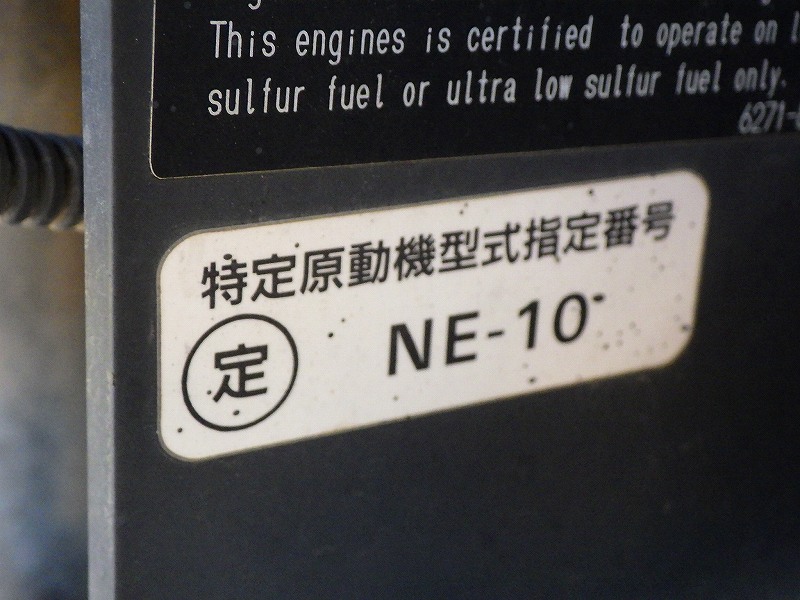 This engines is certified to operate on l
sulfur fuel or ultra low sulfur fuel only.
6271-
特定原動機型式指定番号
定 NE-10